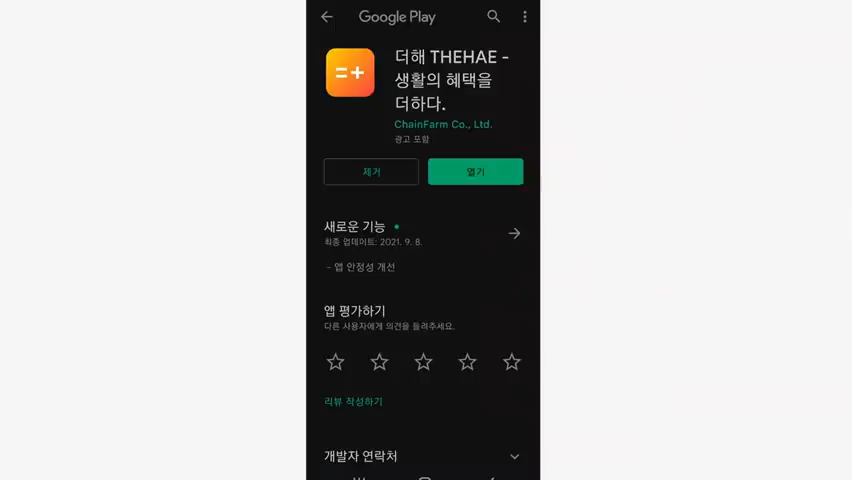 Google Play
더해 THEHAE -
생활의 혜택을
더하다.
ChainFarm Co., Ltd.
광고 포함
제거
열기
새로운 기능
최종 업데이트: 2021. 9. 8.
- 앱 안정성 개선
앱 평가하기
다른 사용자에게 의견을 들려주세요.
리뷰 작성하기
개발자 연락처